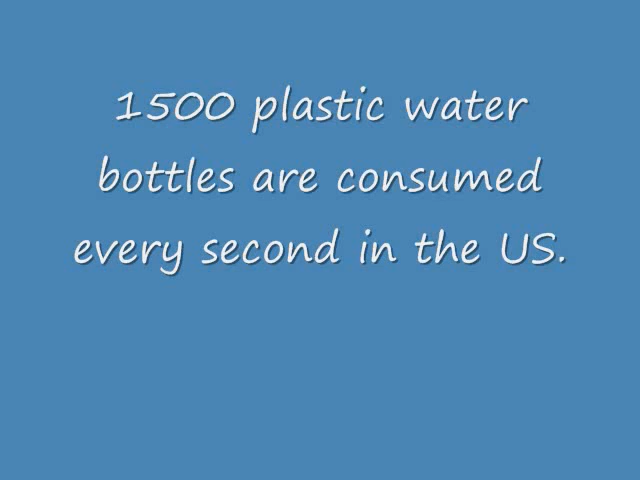 1500 plastic water
bottles are consumed
every second in the US.